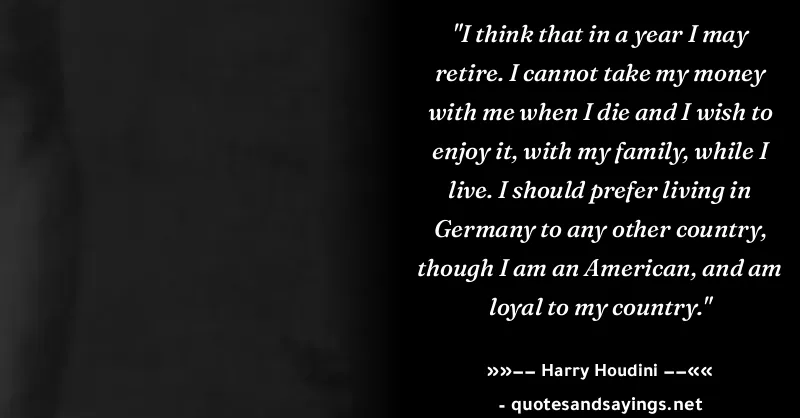 "I think that in a year I may
retire. I cannot take my money
with me when I die and I wish to
enjoy it, with my family, while I
live. I should prefer living in
Germany to any other country,
though I am an American, and am
loyal to my country."
»»–– Harry Houdini ––««
- quotesandsayings.net